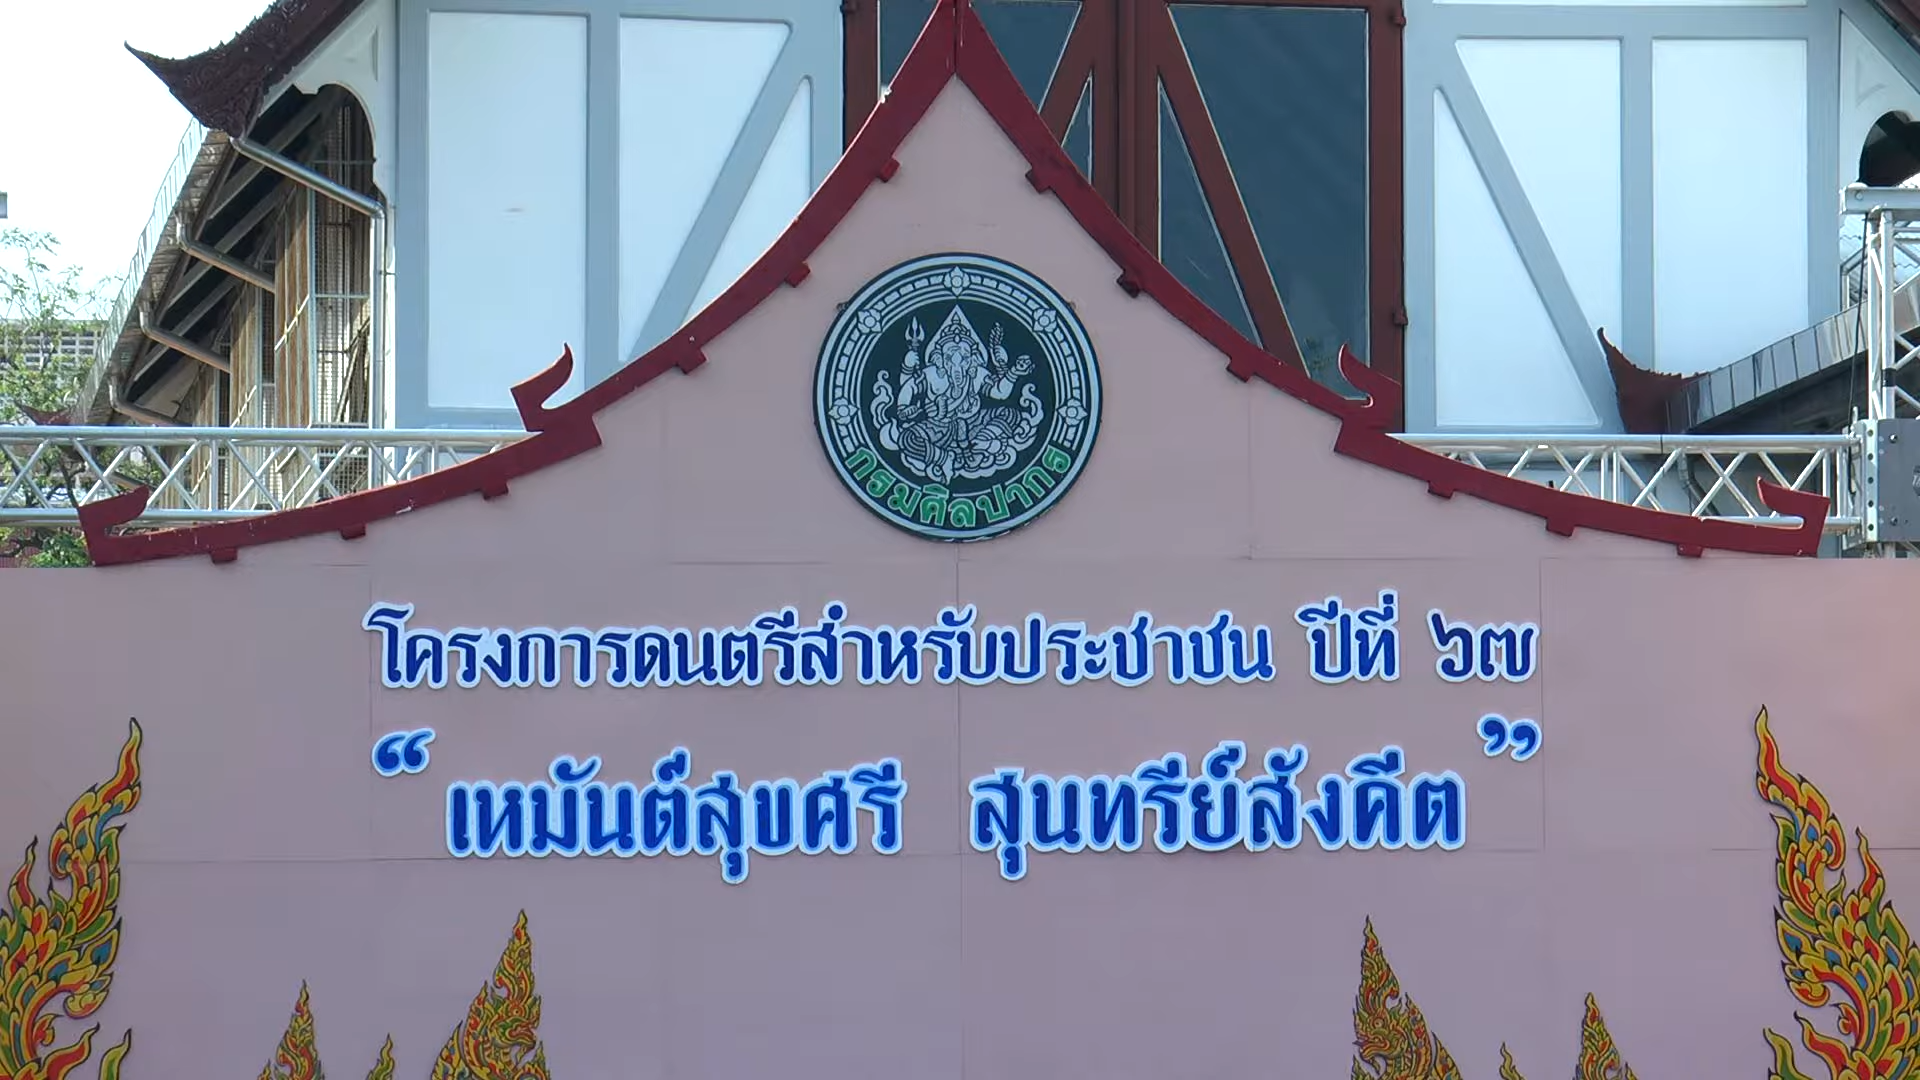 กรมศิลปากร
โครงการดนตรีสำหรับประชาชน ปีที่ ๖๗
“ เหมันต์สุขศรี สุนทรีย์สังคีต ”